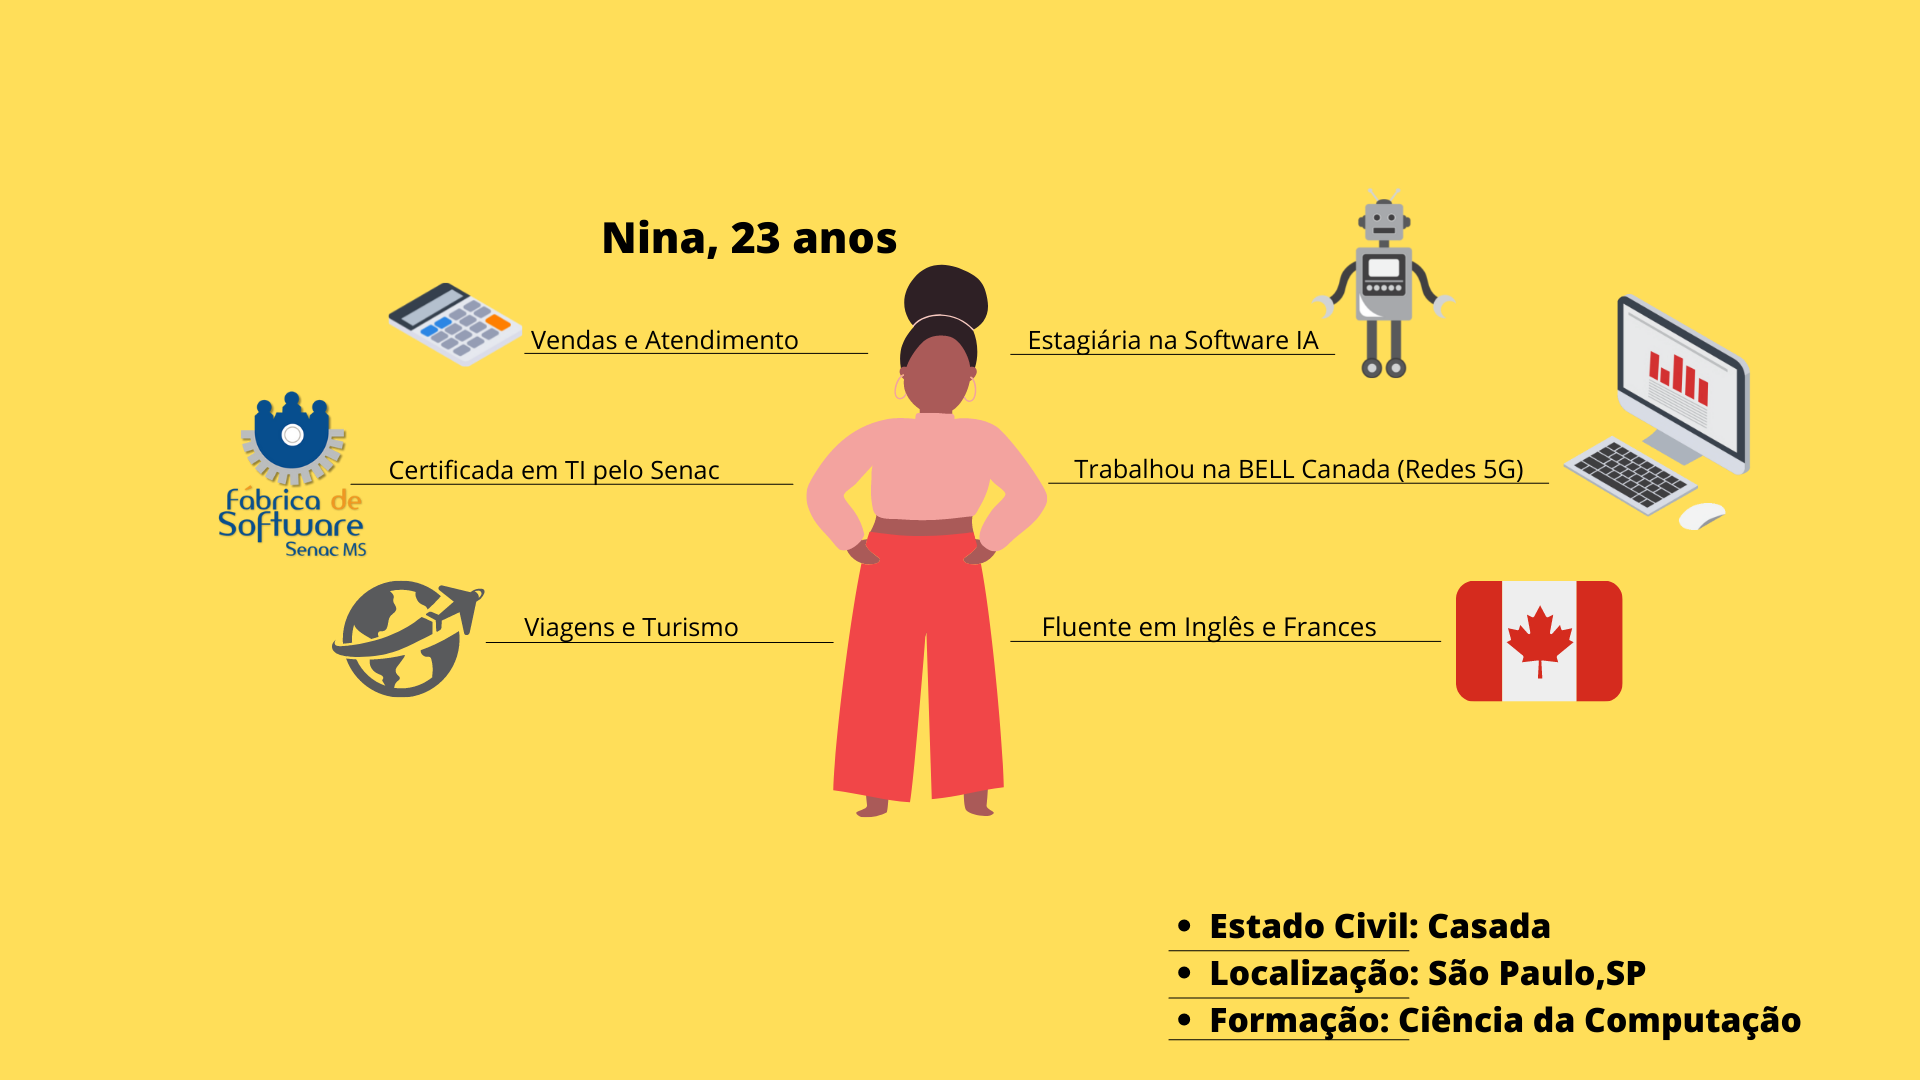 Nina, 23 anos
Vendas e Atendimento
Estagiária na Software IA
Certificada em TI pelo Senac
Trabalhou na BELL Canada (Redes 5G)
Fábrica de
Software
Senac MS
Viagens e Turismo
Fluente em Inglês e Frances
• Estado Civil: Casada
• Localização: São Paulo,SP
• Formação: Ciência da Computação